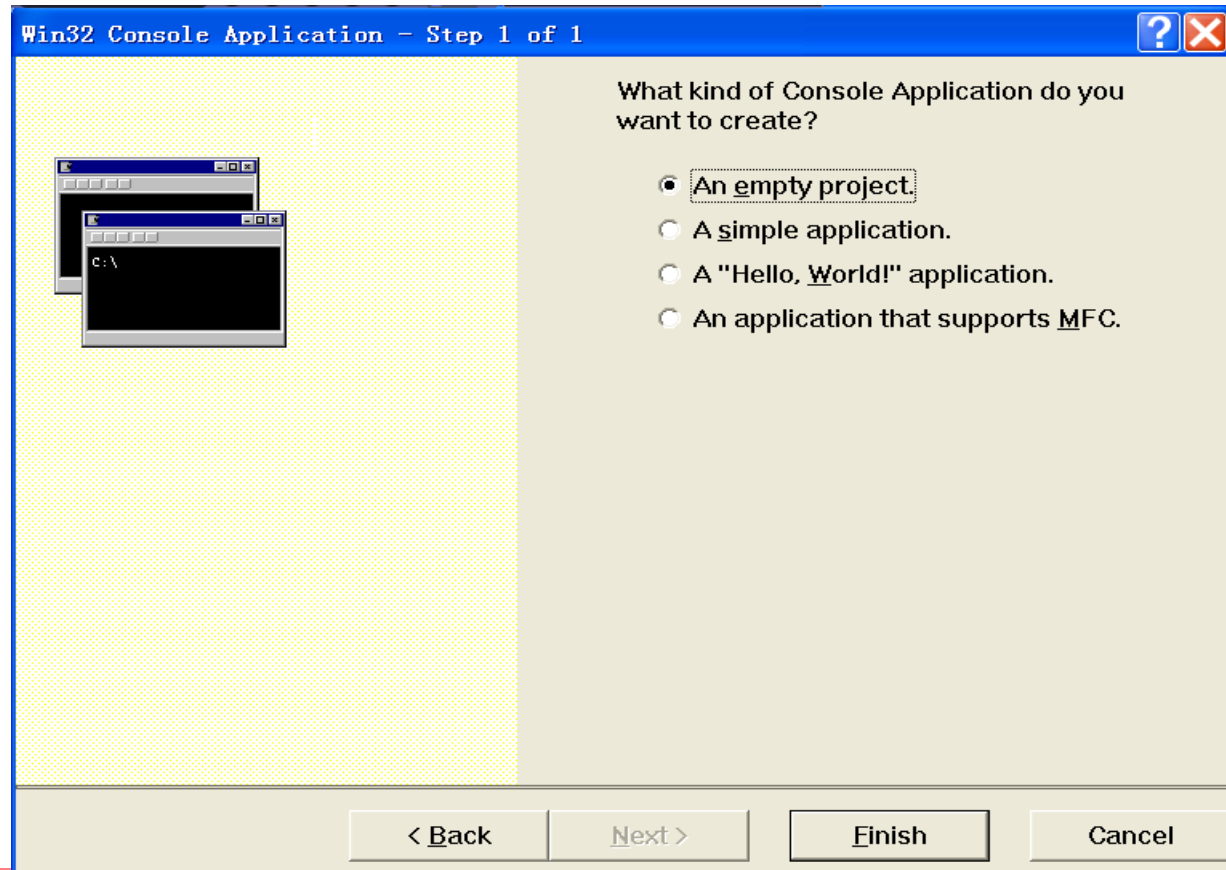 Win32 Console Application - Step 1 of 1
What kind of Console Application do you
want to create?
An empty project.
A simple application.
A "Hello, World!" application.
An application that supports MFC.
C:\
< Back
Next >
Finish
Cancel